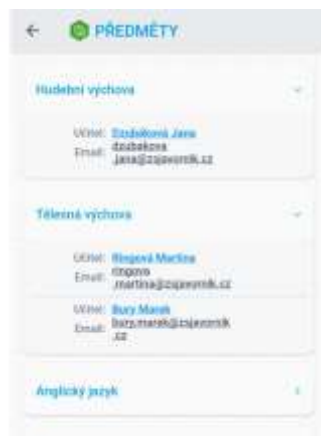 PŘEDMĚTY
Hudební výchova
Učitel: Dzubáková Jana
Email: dzubakova
.jana@zsjavornik.cz
Tělesná výchova
Učitel: Ringová Martina
Email: ringova
.martina@zsjavornik.cz
Učitel: Bury Marek
Email: bury.marek@zsjavornik
.cz
Anglický jazyk